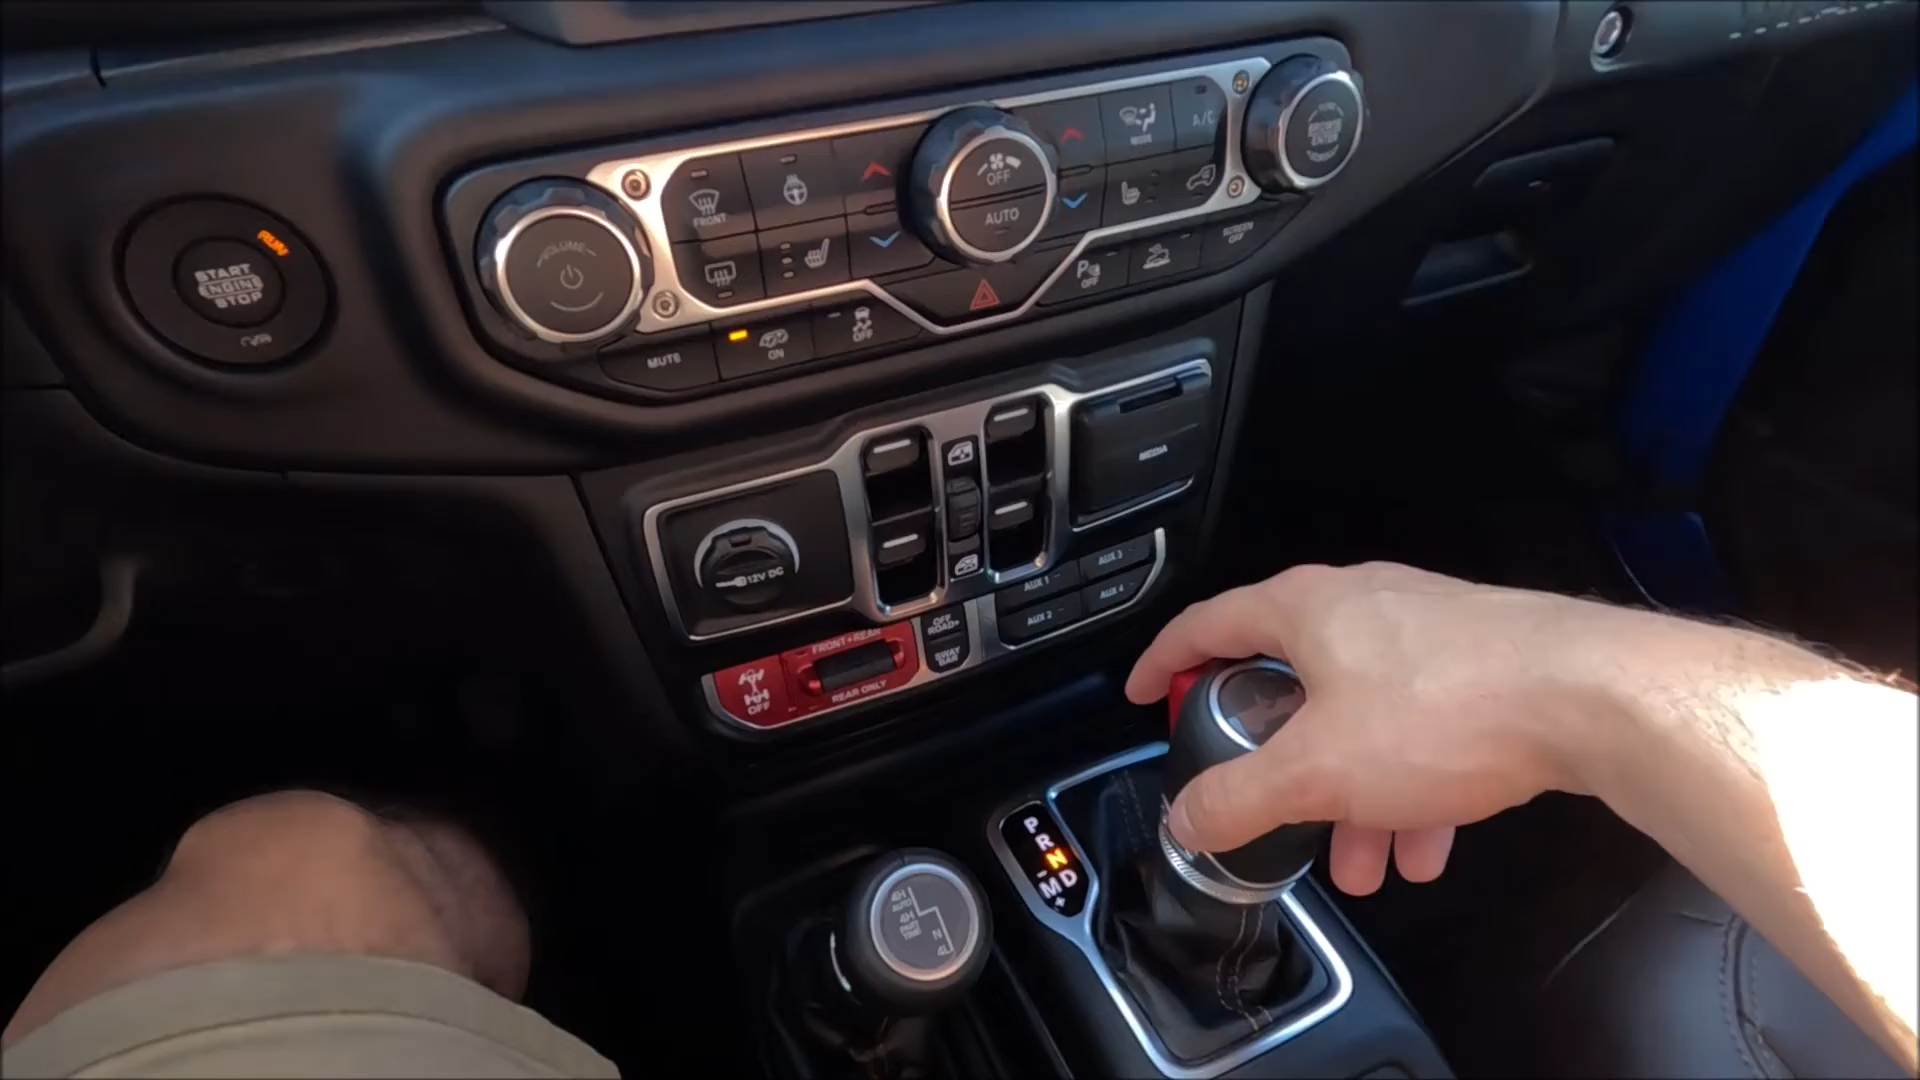 RUN
START
ENGINE
STOP
VOLUME
MUTE
FRONT
ON
OFF
OFF
AUTO
MODE
A/C
P
OFF
SCREEN
OFF
BROWSE
ENTER
12V DC
MEDIA
AUX 1
AUX 3
AUX 2
AUX 4
OFF
ROAD+
SWAY
BAR
FRONT+REAR
REAR ONLY
OFF
P
R
N
D
-
M
+
4H
AUTO
4H
PART
TIME
N
4L